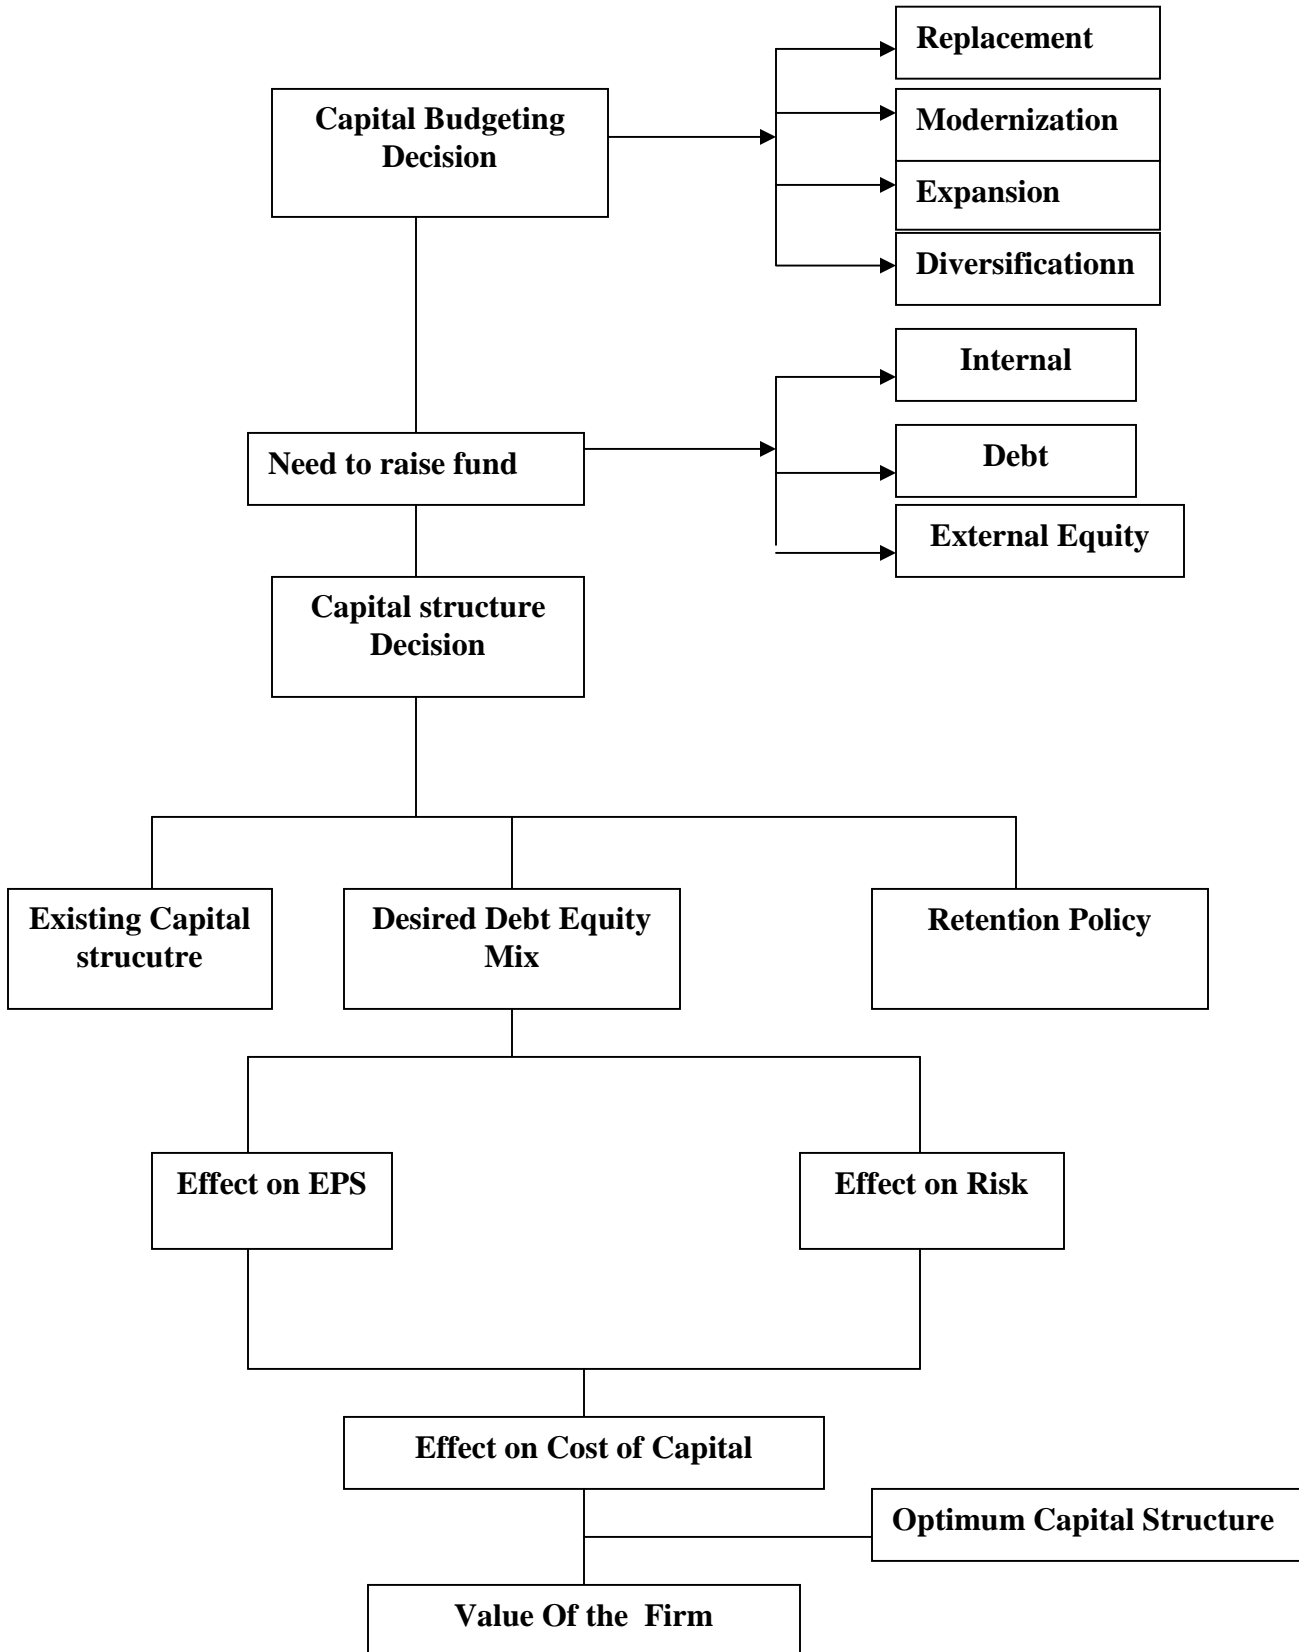 Replacement
Capital Budgeting
Decision
Modernization
Expansion
Diversificationn
Internal
Need to raise fund
Debt
External Equity
Capital structure
Decision
Existing Capital
strucutre
Desired Debt Equity
Mix
Retention Policy
Effect on EPS
Effect on Risk
Effect on Cost of Capital
Optimum Capital Structure
Value Of the  Firm